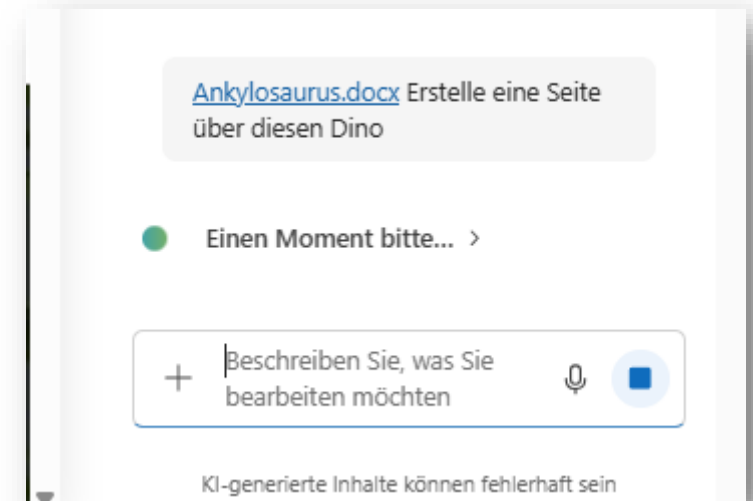 Ankylosaurus.docx Erstelle eine Seite
über diesen Dino
Einen Moment bitte... >
Beschreiben Sie, was Sie
bearbeiten möchten
KI-generierte Inhalte können fehlerhaft sein